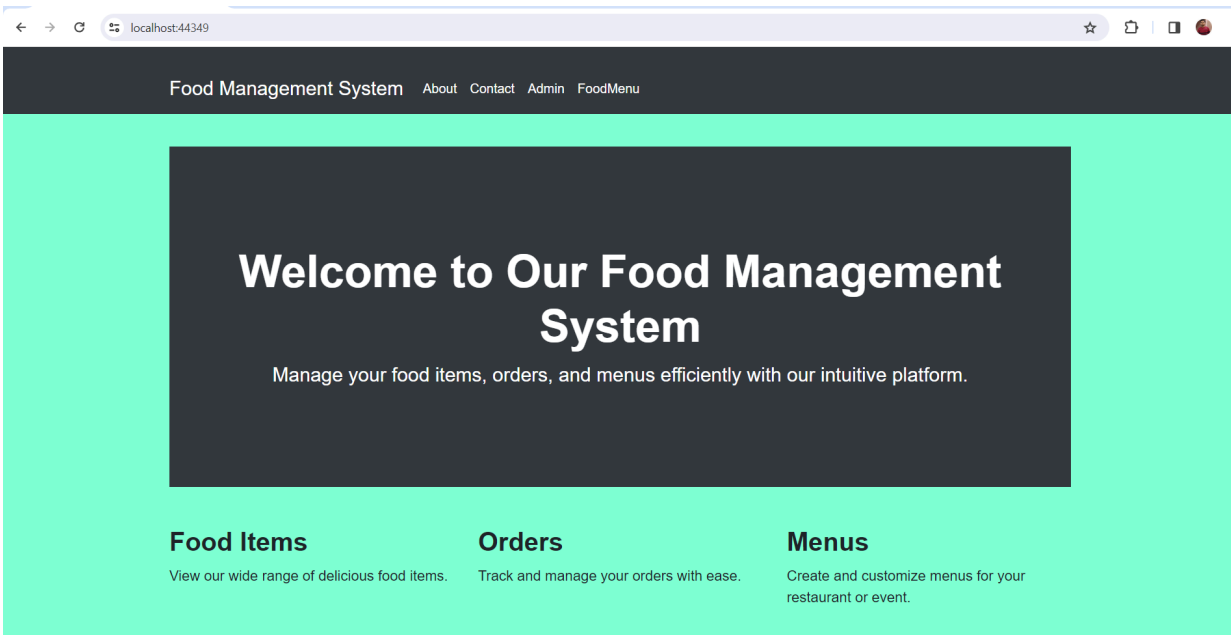 localhost:44349
Food Management System About Contact Admin FoodMenu
Welcome to Our Food Management
System
Manage your food items, orders, and menus efficiently with our intuitive platform.
Food Items
View our wide range of delicious food items.
Orders
Track and manage your orders with ease.
Menus
Create and customize menus for your
restaurant or event.